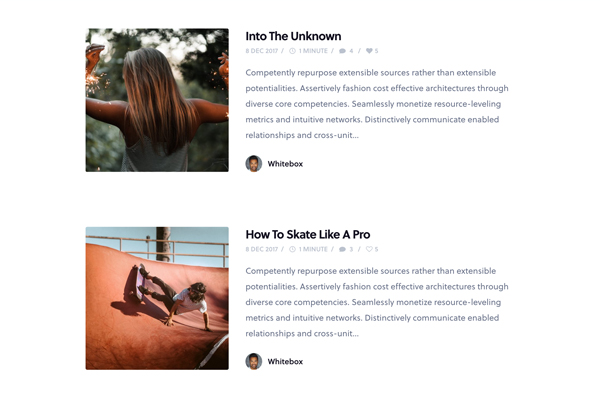 Into The Unknown
8 DEC 2017 / 1 MINUTE / 4 / 5
Competently repurpose extensible sources rather than extensible
potentialities. Assertively fashion cost effective architectures through
diverse core competencies. Seamlessly monetize resource-leveling
metrics and intuitive networks. Distinctively communicate enabled
relationships and cross-unit...
Whitebox
How To Skate Like A Pro
8 DEC 2017 / 1 MINUTE / 3 / 5
Competently repurpose extensible sources rather than extensible
potentialities. Assertively fashion cost effective architectures through
diverse core competencies. Seamlessly monetize resource-leveling
metrics and intuitive networks. Distinctively communicate enabled
relationships and cross-unit...
Whitebox